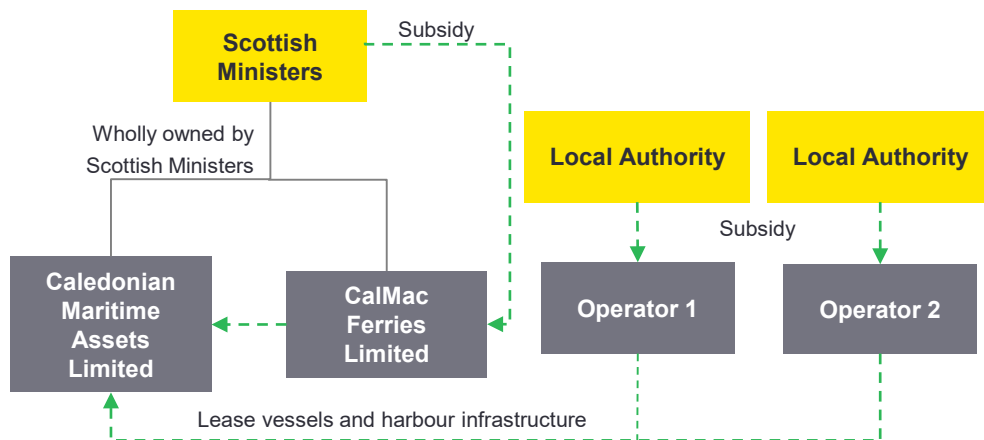 Scottish
Ministers
Subsidy
Wholly owned by
Scottish Ministers
Local Authority
Local Authority
Subsidy
Caledonian
Maritime
Assets
Limited
CalMac
Ferries
Limited
Operator 1
Operator 2
Lease vessels and harbour infrastructure